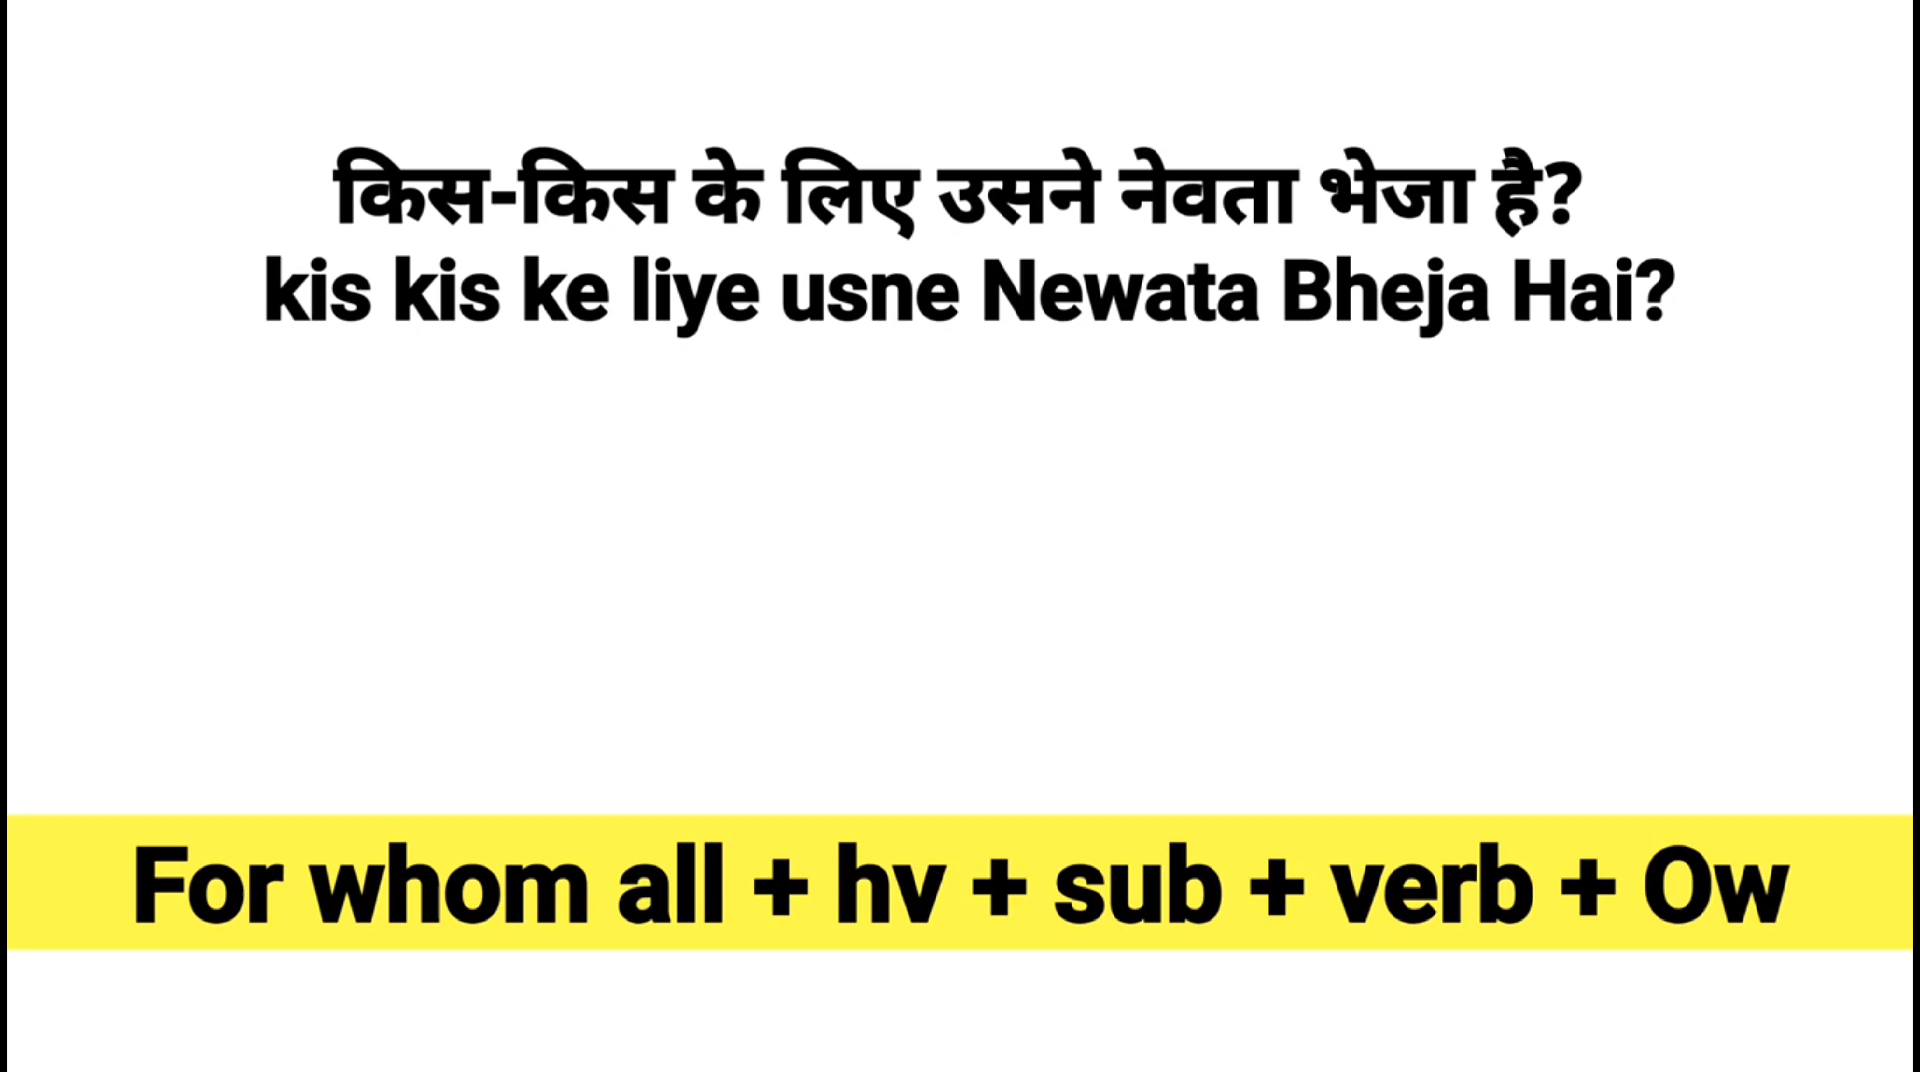 किस-किस के लिए उसने नेवता भेजा है?
kis kis ke liye usne Newata Bheja Hai?
For whom all + hv + sub + verb + Ow